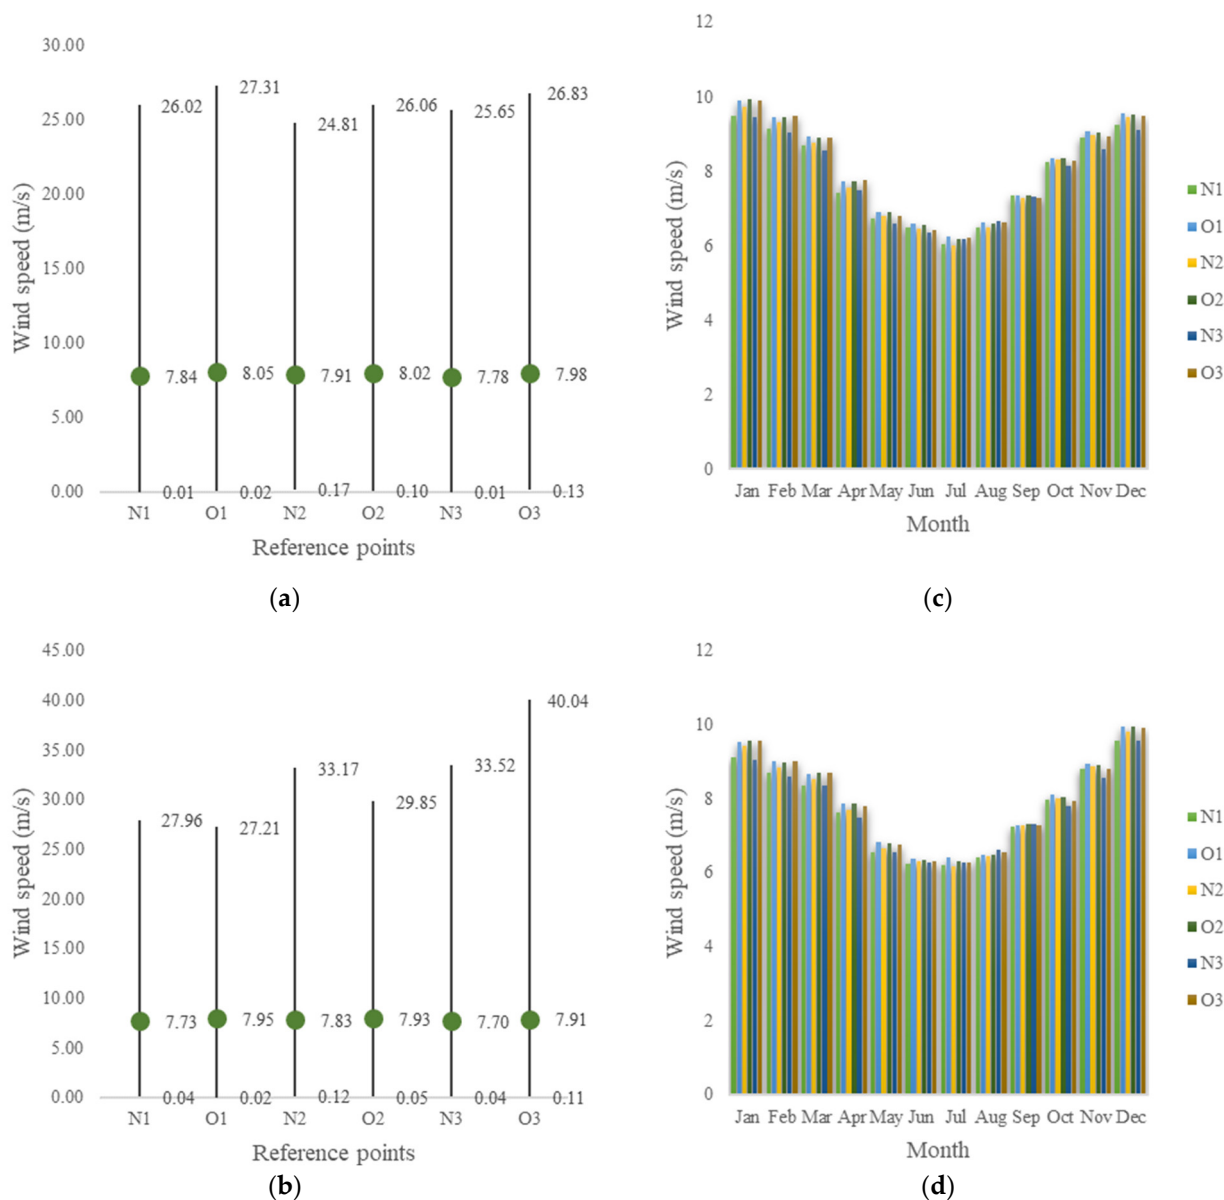 30.00
25.00
20.00
15.00
10.00
5.00
0.00
Wind speed (m/s)
26.02
27.31
24.81
26.06
25.65
26.83
7.84
8.05
7.91
8.02
7.78
7.98
0.01
0.02
0.17
0.10
0.01
0.13
N1 O1 N2 O2 N3 O3
Reference points
(a)
12
10
8
6
4
2
0
Wind speed (m/s)
Jan Feb Mar Apr May Jun Jul Aug Sep Oct Nov Dec
Month
N1
O1
N2
O2
N3
O3
(c)
45.00
40.00
35.00
30.00
25.00
20.00
15.00
10.00
5.00
0.00
Wind speed (m/s)
27.96
27.21
33.17
29.85
33.52
40.04
7.73
7.95
7.83
7.93
7.70
7.91
0.04
0.02
0.12
0.05
0.04
0.11
N1 O1 N2 O2 N3 O3
Reference points
(b)
12
10
8
6
4
2
0
Wind speed (m/s)
Jan Feb Mar Apr May Jun Jul Aug Sep Oct Nov Dec
Month
N1
O1
N2
O2
N3
O3
(d)